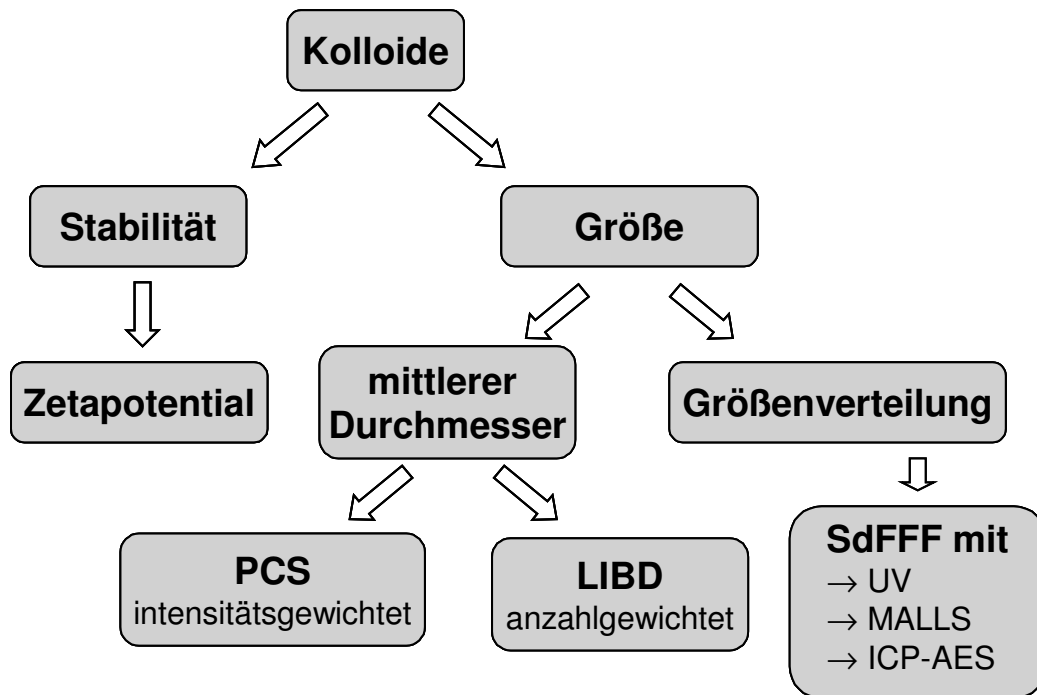 Kolloide
Stabilität
Größe
Zetapotential
mittlerer
Durchmesser
Größenverteilung
PCS
intensitätsgewichtet
LIBD
anzahlgewichtet
SdFFF mit
→ UV
→ MALLS
→ ICP-AES